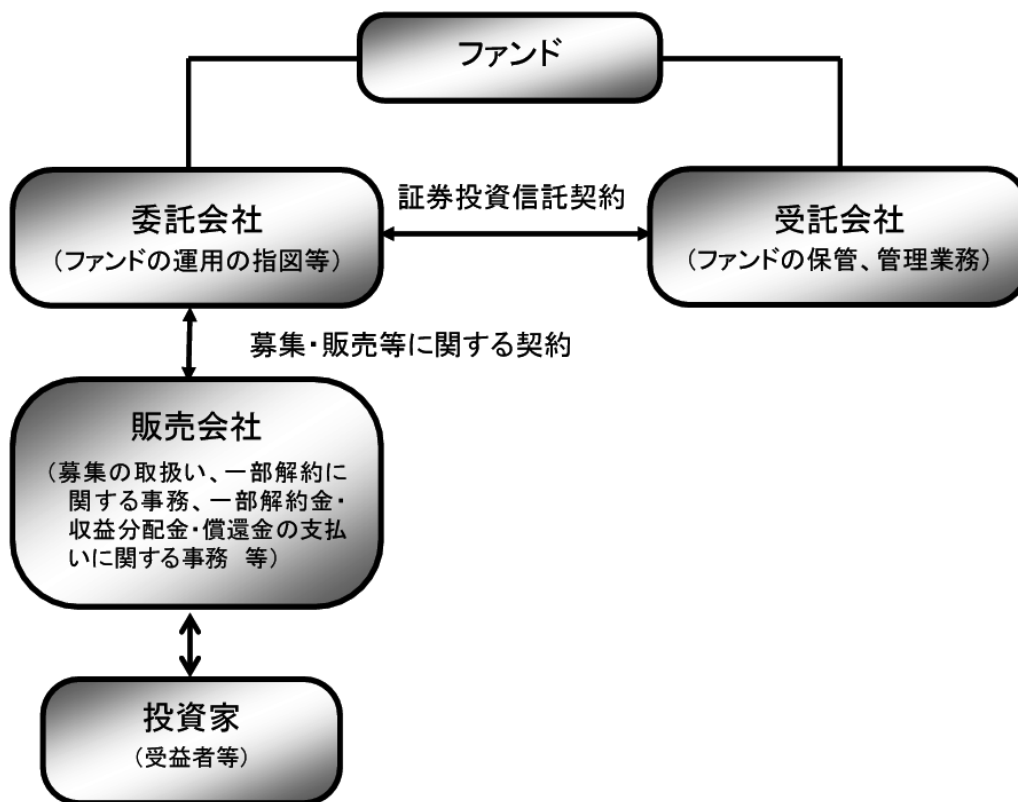 ファンド
委託会社
（ファンドの運用の指図等）
証券投資信託契約
受託会社
（ファンドの保管、管理業務）
募集・販売等に関する契約
販売会社
（募集の取扱い、一部解約に
関する事務、一部解約金・
収益分配金・償還金の支払
いに関する事務　等）
投資家
（受益者等）